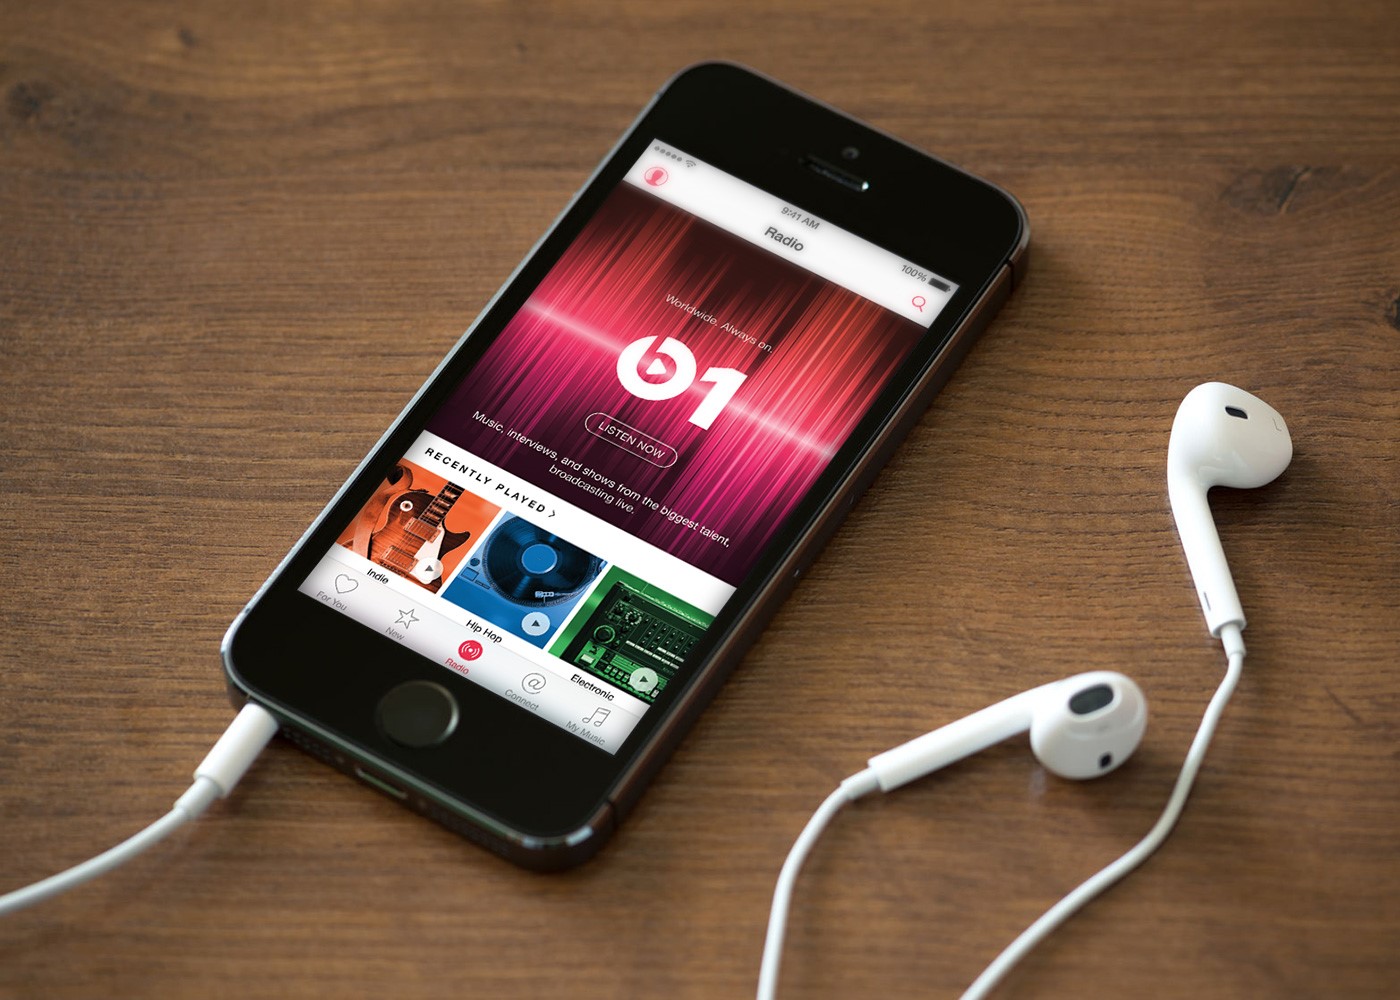 9:41 AM
100%
Radio
Worldwide. Always on.
b1
LISTEN NOW
Music, interviews, and shows from the biggest talent,
broadcasting live.
RECENTLY PLAYED >
Indie
Hip Hop
Electronic
For You
New
Radio
Connect
My Music